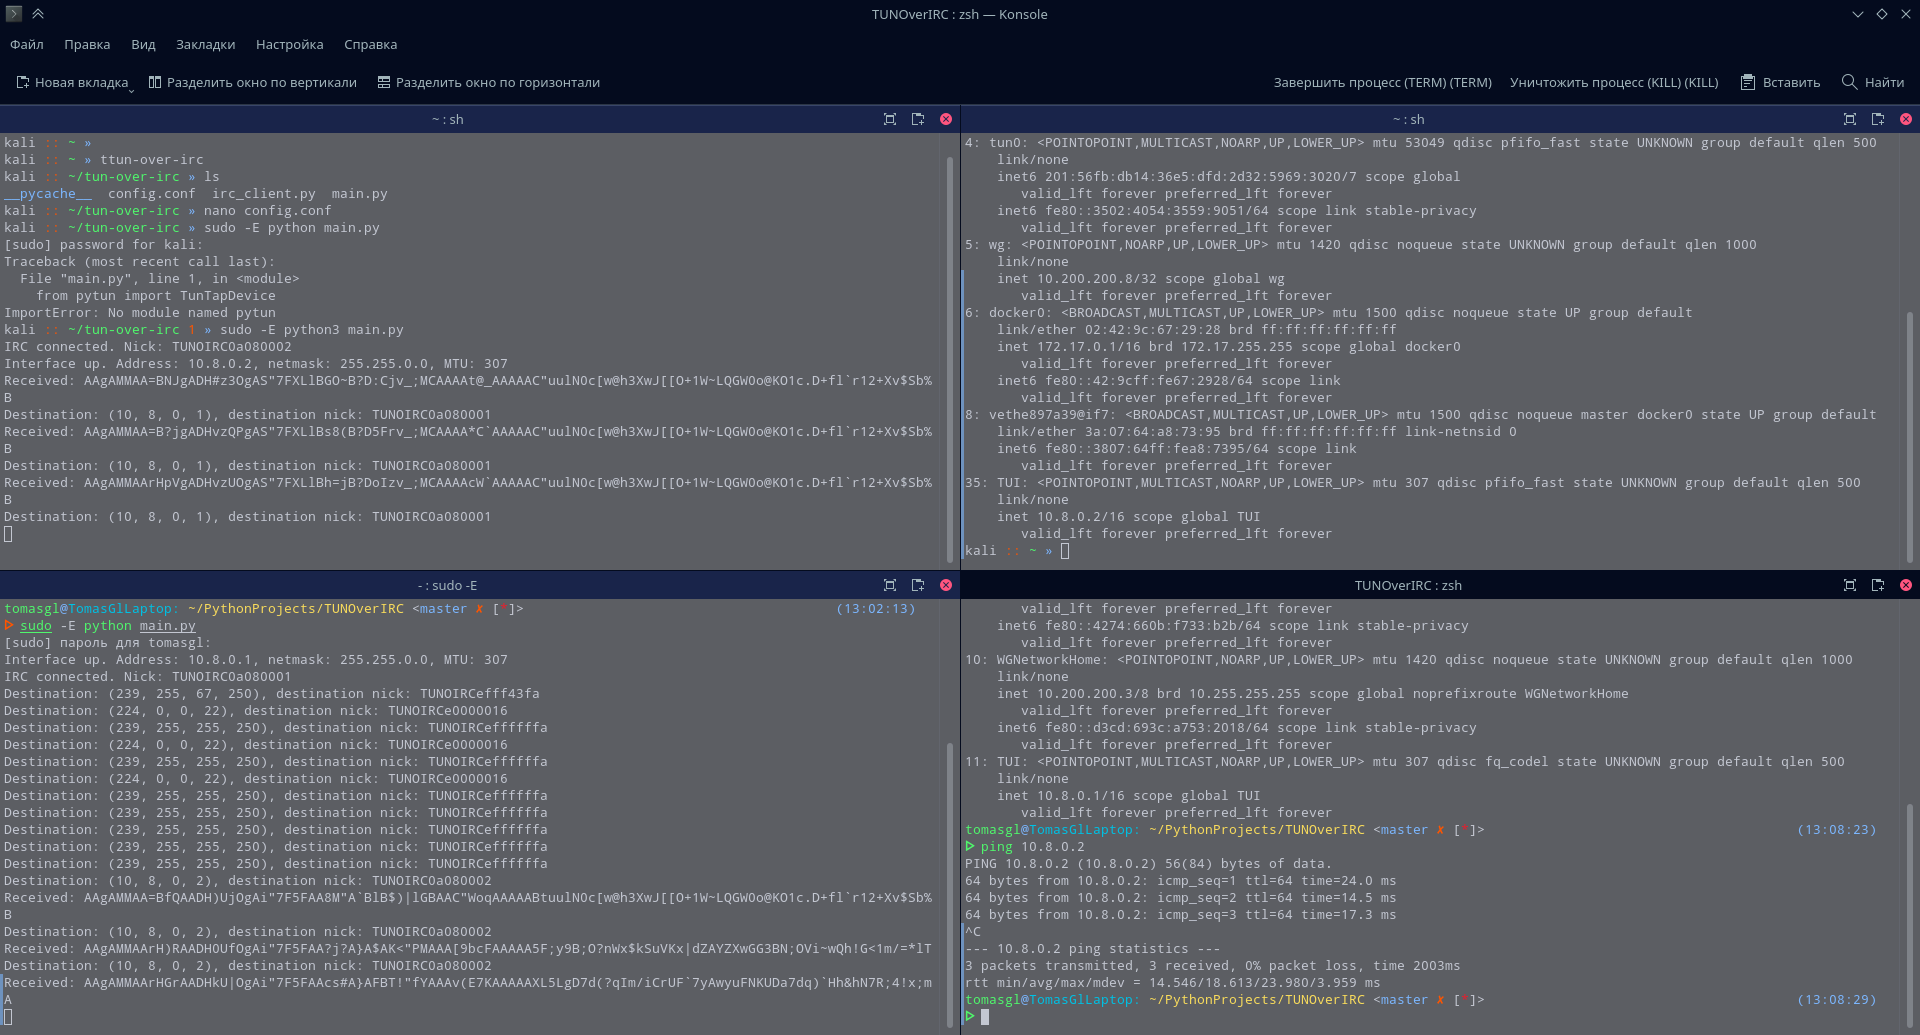 TUNOverIRC : zsh — Konsole
Файл Правка Вид Закладки Настройка Справка
Новая вкладка Разделить окно по вертикали Разделить окно по горизонтали Завершить процесс (TERM) (TERM) Уничтожить процесс (KILL) (KILL) Вставить Найти
~ : sh
kali :: ~ »
kali :: ~ » ttun-over-irc
kali :: ~/tun-over-irc » ls
__pycache__ config.conf irc_client.py main.py
kali :: ~/tun-over-irc » nano config.conf
kali :: ~/tun-over-irc » sudo -E python main.py
[sudo] password for kali:
Traceback (most recent call last):
File "main.py", line 1, in <module>
from pytun import TunTapDevice
ImportError: No module named pytun
kali :: ~/tun-over-irc 1 » sudo -E python3 main.py
IRC connected. Nick: TUNOIRC0a080002
Interface up. Address: 10.8.0.2, netmask: 255.255.0.0, MTU: 307
Received: AAgAMMAA=BNJgADH#z3OgAS"7FXLlBGO~B?D:Cjv_;MCAAAAt@_AAAAAC"uulN0c[w@h3XwJ[[O+1W~LQGW0o@KO1c.D+fl`r12+Xv$Sb%
B
Destination: (10, 8, 0, 1), destination nick: TUNOIRC0a080001
Received: AAgAMMAA=B?jgADHvzQPgAS"7FXLlBs8(B?D5Frv_;MCAAAA*C`AAAAAC"uulN0c[w@h3XwJ[[O+1W~LQGW0o@KO1c.D+fl`r12+Xv$Sb%
B
Destination: (10, 8, 0, 1), destination nick: TUNOIRC0a080001
Received: AAgAMMAArHpVgADHvzUOgAS"7FXLlBh=jB?DoIzv_;MCAAAAcW`AAAAAC"uulN0c[w@h3XwJ[[O+1W~LQGW0o@KO1c.D+fl`r12+Xv$Sb%
B
Destination: (10, 8, 0, 1), destination nick: TUNOIRC0a080001
~ : sh
4: tun0: <POINTOPOINT,MULTICAST,NOARP,UP,LOWER_UP> mtu 53049 qdisc pfifo_fast state UNKNOWN group default qlen 500
link/none
inet6 201:56fb:db14:36e5:dfd:2d32:5969:3020/7 scope global
valid_lft forever preferred_lft forever
inet6 fe80::3502:4054:3559:9051/64 scope link stable-privacy
valid_lft forever preferred_lft forever
5: wg: <POINTOPOINT,NOARP,UP,LOWER_UP> mtu 1420 qdisc noqueue state UNKNOWN group default qlen 1000
link/none
inet 10.200.200.8/32 scope global wg
valid_lft forever preferred_lft forever
6: docker0: <BROADCAST,MULTICAST,UP,LOWER_UP> mtu 1500 qdisc noqueue state UP group default
link/ether 02:42:9c:67:29:28 brd ff:ff:ff:ff:ff:ff
inet 172.17.0.1/16 brd 172.17.255.255 scope global docker0
valid_lft forever preferred_lft forever
inet6 fe80::42:9cff:fe67:2928/64 scope link
valid_lft forever preferred_lft forever
8: vethe897a39@if7: <BROADCAST,MULTICAST,UP,LOWER_UP> mtu 1500 qdisc noqueue master docker0 state UP group default
link/ether 3a:07:64:a8:73:95 brd ff:ff:ff:ff:ff:ff link-netnsid 0
inet6 fe80::3807:64ff:fea8:7395/64 scope link
valid_lft forever preferred_lft forever
35: TUI: <POINTOPOINT,MULTICAST,NOARP,UP,LOWER_UP> mtu 307 qdisc pfifo_fast state UNKNOWN group default qlen 500
link/none
inet 10.8.0.2/16 scope global TUI
valid_lft forever preferred_lft forever
kali :: ~ »
- : sudo -E
tomasgl@TomasGlLaptop: ~/PythonProjects/TUNOverIRC <master ✗ [*]> (13:02:13)
▷ sudo -E python main.py
[sudo] пароль для tomasgl:
Interface up. Address: 10.8.0.1, netmask: 255.255.0.0, MTU: 307
IRC connected. Nick: TUNOIRC0a080001
Destination: (239, 255, 67, 250), destination nick: TUNOIRCefff43fa
Destination: (224, 0, 0, 22), destination nick: TUNOIRCe0000016
Destination: (239, 255, 255, 250), destination nick: TUNOIRCeffffffa
Destination: (224, 0, 0, 22), destination nick: TUNOIRCe0000016
Destination: (239, 255, 255, 250), destination nick: TUNOIRCeffffffa
Destination: (224, 0, 0, 22), destination nick: TUNOIRCe0000016
Destination: (239, 255, 255, 250), destination nick: TUNOIRCeffffffa
Destination: (239, 255, 255, 250), destination nick: TUNOIRCeffffffa
Destination: (239, 255, 255, 250), destination nick: TUNOIRCeffffffa
Destination: (239, 255, 255, 250), destination nick: TUNOIRCeffffffa
Destination: (239, 255, 255, 250), destination nick: TUNOIRCeffffffa
Destination: (10, 8, 0, 2), destination nick: TUNOIRC0a080002
Received: AAgAMMAA=BfQAADH)UjOgAi"7F5FAA8M"A`BlB$)|lGBAAC"WoqAAAAABtuulN0c[w@h3XwJ[[O+1W~LQGW0o@KO1c.D+fl`r12+Xv$Sb%
B
Destination: (10, 8, 0, 2), destination nick: TUNOIRC0a080002
Received: AAgAMMAArH)RAADH0UfOgAi"7F5FAA?j?A}A$AK<"PMAAA[9bcFAAAAA5F;y9B;O?nWx$kSuVKx|dZAYZXwGG3BN;OVi~wQh!G<1m/=*lT
Destination: (10, 8, 0, 2), destination nick: TUNOIRC0a080002
Received: AAgAMMAArHGrAADHkU|OgAi"7F5FAAcs#A}AFBT!"fYAAAv(E7KAAAAAXL5LgD7d(?qIm/iCrUF`7yAwyuFNKUDa7dq)`Hh&hN7R;4!x;m
A
TUNOverIRC : zsh
valid_lft forever preferred_lft forever
inet6 fe80::4274:660b:f733:b2b/64 scope link stable-privacy
valid_lft forever preferred_lft forever
10: WGNetworkHome: <POINTOPOINT,NOARP,UP,LOWER_UP> mtu 1420 qdisc noqueue state UNKNOWN group default qlen 1000
link/none
inet 10.200.200.3/8 brd 10.255.255.255 scope global noprefixroute WGNetworkHome
valid_lft forever preferred_lft forever
inet6 fe80::d3cd:693c:a753:2018/64 scope link stable-privacy
valid_lft forever preferred_lft forever
11: TUI: <POINTOPOINT,MULTICAST,NOARP,UP,LOWER_UP> mtu 307 qdisc fq_codel state UNKNOWN group default qlen 500
link/none
inet 10.8.0.1/16 scope global TUI
valid_lft forever preferred_lft forever
tomasgl@TomasGlLaptop: ~/PythonProjects/TUNOverIRC <master ✗ [*]> (13:08:23)
▷ ping 10.8.0.2
PING 10.8.0.2 (10.8.0.2) 56(84) bytes of data.
64 bytes from 10.8.0.2: icmp_seq=1 ttl=64 time=24.0 ms
64 bytes from 10.8.0.2: icmp_seq=2 ttl=64 time=14.5 ms
64 bytes from 10.8.0.2: icmp_seq=3 ttl=64 time=17.3 ms
^C
--- 10.8.0.2 ping statistics ---
3 packets transmitted, 3 received, 0% packet loss, time 2003ms
rtt min/avg/max/mdev = 14.546/18.613/23.980/3.959 ms
tomasgl@TomasGlLaptop: ~/PythonProjects/TUNOverIRC <master ✗ [*]> (13:08:29)
▷